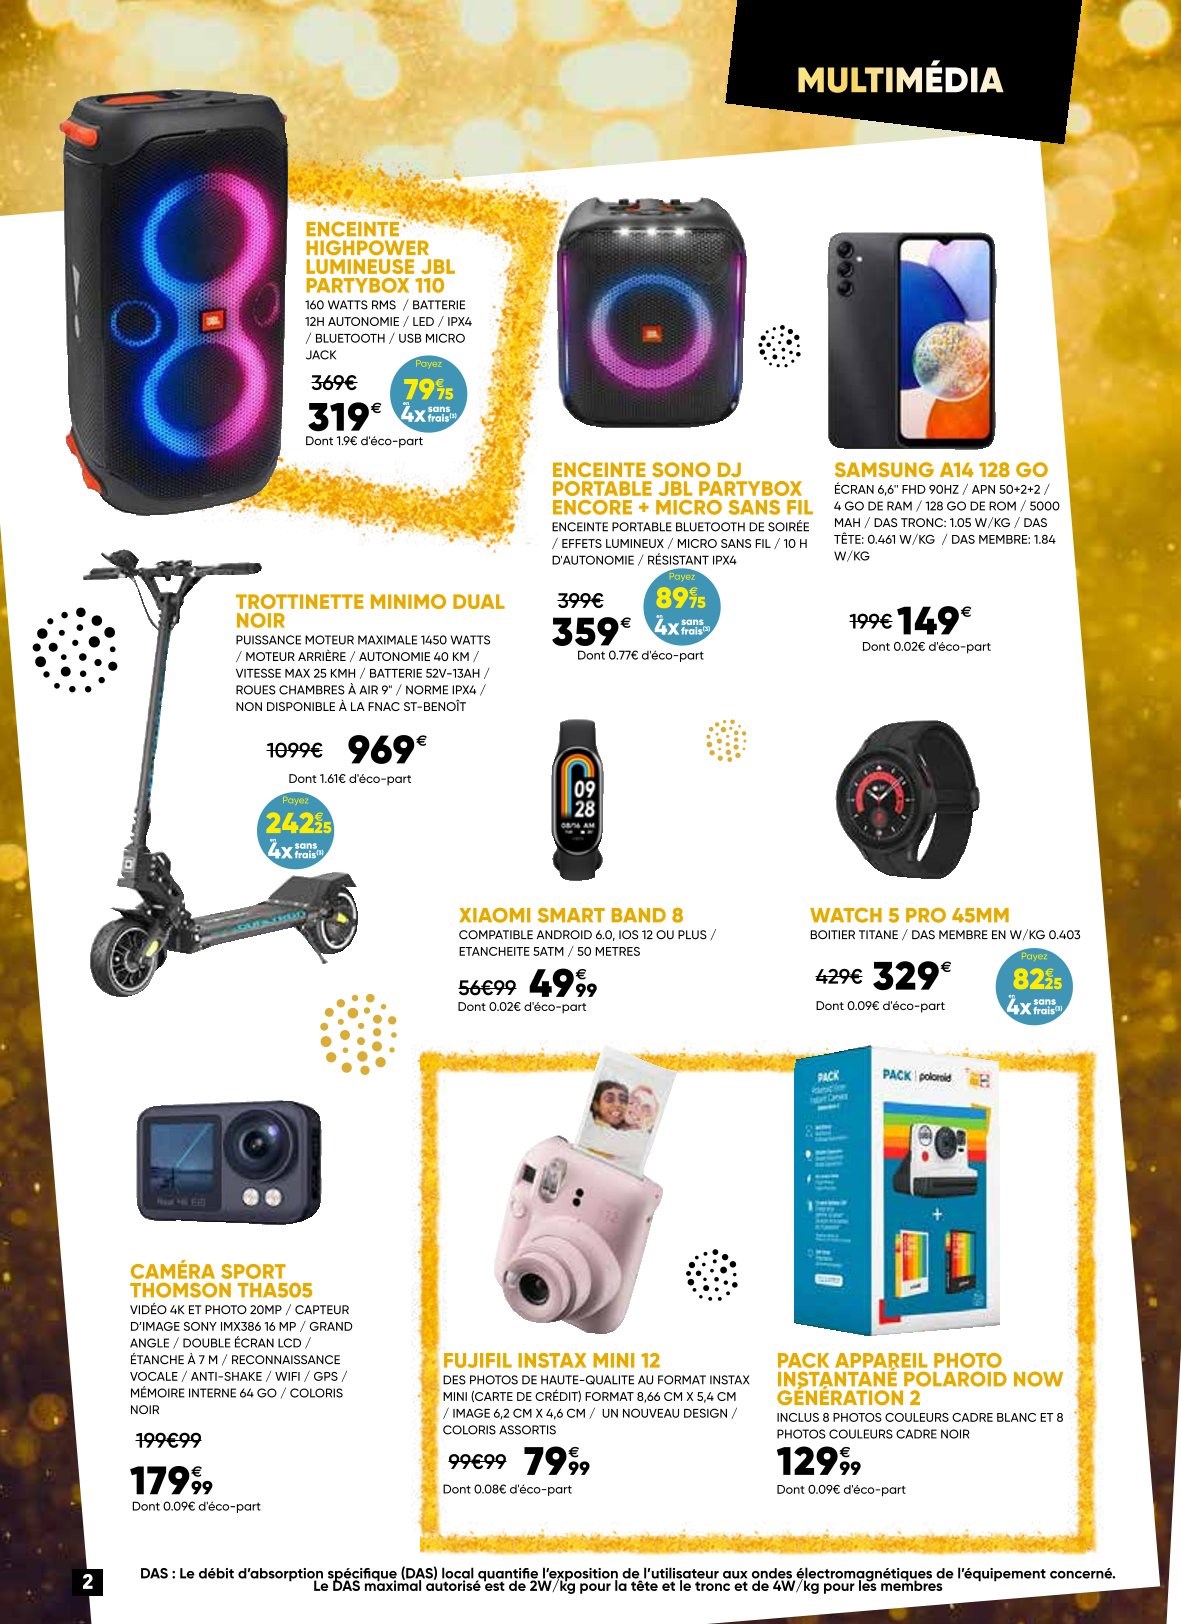 MULTIMÉDIA
ENCEINTE
HIGHPOWER
LUMINEUSE JBL
PARTYBOX 110
160 WATTS RMS / BATTERIE
12H AUTONOMIE / LED / IPX4
/ BLUETOOTH / USB MICRO
JACK
369€
319€
Dont 1.9€ d'éco-part
Payez
79€75
en 4x sans frais(3)
JBL
JBL
ENCEINTE SONO DJ
PORTABLE JBL PARTYBOX
ENCORE + MICRO SANS FIL
ENCEINTE PORTABLE BLUETOOTH DE SOIRÉE
/ EFFETS LUMINEUX / MICRO SANS FIL / 10 H
D'AUTONOMIE / RÉSISTANT IPX4
399€
359€
Dont 0.77€ d'éco-part
Payez
89€75
en 4x sans frais(3)
SAMSUNG A14 128 GO
ÉCRAN 6,6" FHD 90HZ / APN 50+2+2 /
4 GO DE RAM / 128 GO DE ROM / 5000
MAH / DAS TRONC: 1.05 W/KG / DAS
TÊTE: 0.461 W/KG / DAS MEMBRE: 1.84
W/KG
199€ 149€
Dont 0.02€ d'éco-part
TROTTINETTE MINIMO DUAL
NOIR
PUISSANCE MOTEUR MAXIMALE 1450 WATTS
/ MOTEUR ARRIÈRE / AUTONOMIE 40 KM /
VITESSE MAX 25 KMH / BATTERIE 52V-13AH /
ROUES CHAMBRES À AIR 9" / NORME IPX4 /
NON DISPONIBLE À LA FNAC ST-BENOÎT
1099€ 969€
Dont 1.61€ d'éco-part
Payez
242€25
en 4x sans frais(3)
09
28
XIAOMI SMART BAND 8
COMPATIBLE ANDROID 6.0, IOS 12 OU PLUS /
ETANCHEITE 5ATM / 50 METRES
56€99 49€99
Dont 0.02€ d'éco-part
WATCH 5 PRO 45MM
BOITIER TITANE / DAS MEMBRE EN W/KG 0.403
429€ 329€
Dont 0.09€ d'éco-part
Payez
82€25
en 4x sans frais(3)
CAMÉRA SPORT
THOMSON THA505
VIDÉO 4K ET PHOTO 20MP / CAPTEUR
D'IMAGE SONY IMX386 16 MP / GRAND
ANGLE / DOUBLE ÉCRAN LCD /
ÉTANCHE À 7 M / RECONNAISSANCE
VOCALE / ANTI-SHAKE / WIFI / GPS /
MÉMOIRE INTERNE 64 GO / COLORIS
NOIR
199€99
179€99
Dont 0.09€ d'éco-part
FUJIFIL INSTAX MINI 12
DES PHOTOS DE HAUTE-QUALITE AU FORMAT INSTAX
MINI (CARTE DE CRÉDIT) FORMAT 8,66 CM X 5,4 CM
/ IMAGE 6,2 CM X 4,6 CM / UN NOUVEAU DESIGN /
COLORIS ASSORTIS
99€99 79€99
Dont 0.08€ d'éco-part
PACK
PACK polaroid
+
PACK APPAREIL PHOTO
INSTANTANÉ POLAROID NOW
GÉNÉRATION 2
INCLUS 8 PHOTOS COULEURS CADRE BLANC ET 8
PHOTOS COULEURS CADRE NOIR
129€99
Dont 0.09€ d'éco-part
2
DAS : Le débit d'absorption spécifique (DAS) local quantifie l'exposition de l'utilisateur aux ondes électromagnétiques de l'équipement concerné.
Le DAS maximal autorisé est de 2W/kg pour la tête et le tronc et de 4W/kg pour les membres